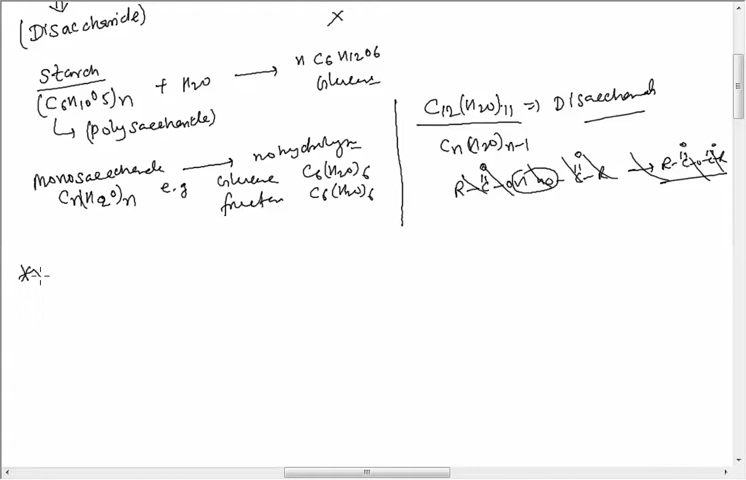 (Disaccharide)
X
Starch
(C6H10O5)n + H2O → n C6H12O6
Glucose
↳ (polysaccharide)
monosaccharide → no hydrolysis
Cn(H2O)n e.g glucose C6(H2O)6
fructose C6(H2O)6
C12(H2O)11 ⇒ Disaccharide
Cn(H2O)n-1